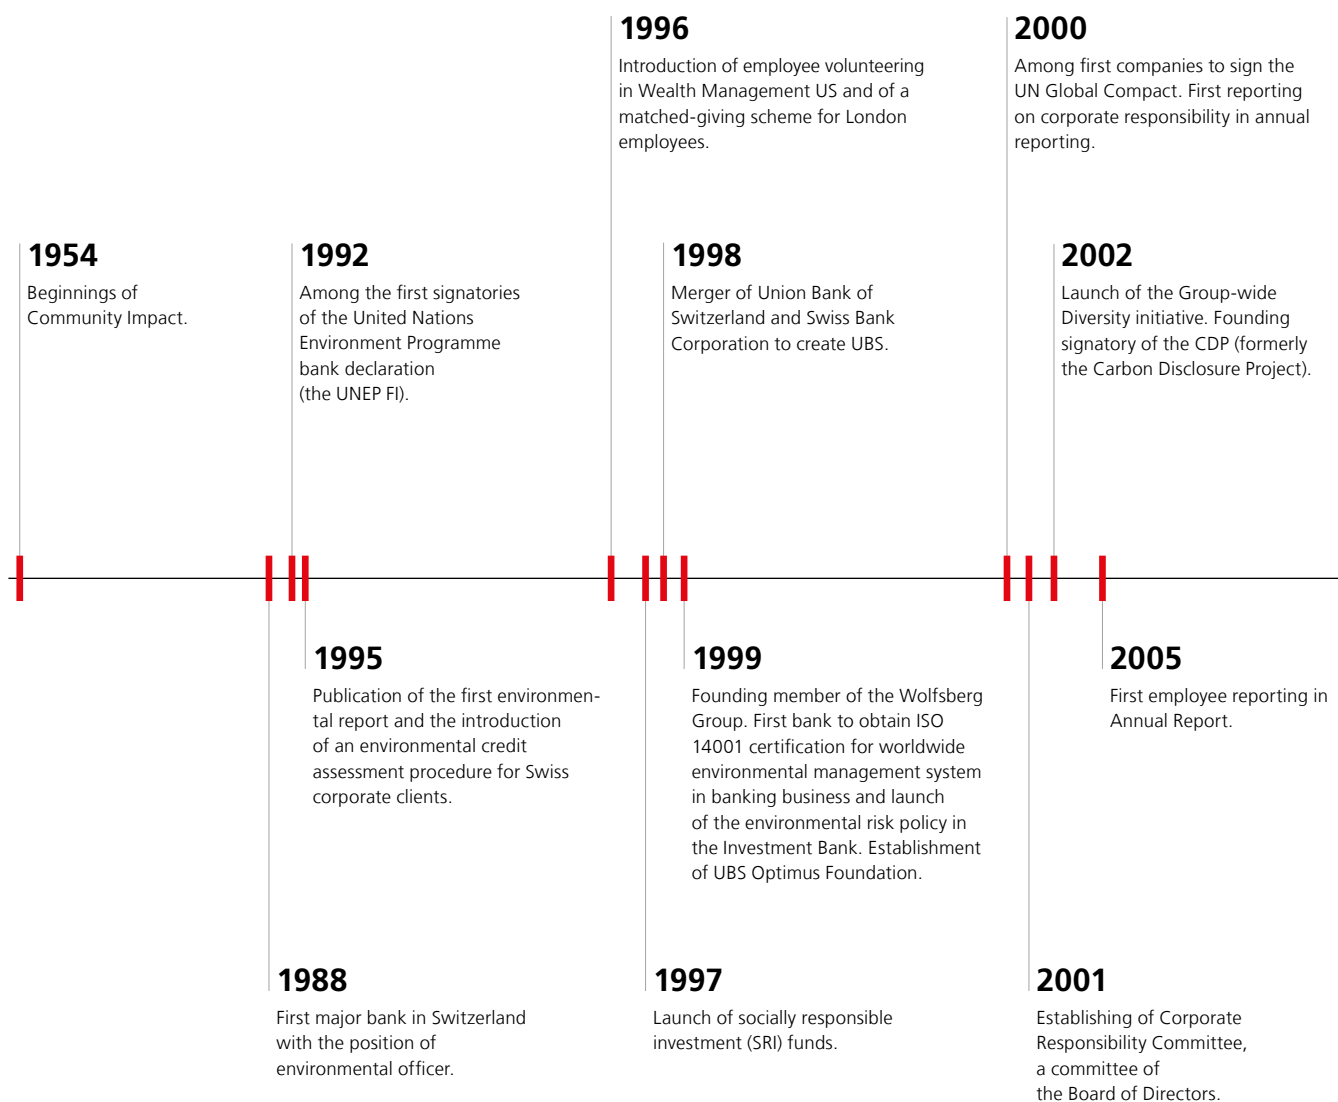 1996
Introduction of employee volunteering
in Wealth Management US and of a
matched-giving scheme for London
employees.
2000
Among first companies to sign the
UN Global Compact. First reporting
on corporate responsibility in annual
reporting.
1954
Beginnings of
Community Impact.
1992
Among the first signatories
of the United Nations
Environment Programme
bank declaration
(the UNEP FI).
1998
Merger of Union Bank of
Switzerland and Swiss Bank
Corporation to create UBS.
2002
Launch of the Group-wide
Diversity initiative. Founding
signatory of the CDP (formerly
the Carbon Disclosure Project).
1995
Publication of the first environmen-
tal report and the introduction
of an environmental credit
assessment procedure for Swiss
corporate clients.
1999
Founding member of the Wolfsberg
Group. First bank to obtain ISO
14001 certification for worldwide
environmental management system
in banking business and launch
of the environmental risk policy in
the Investment Bank. Establishment
of UBS Optimus Foundation.
2005
First employee reporting in
Annual Report.
1988
First major bank in Switzerland
with the position of
environmental officer.
1997
Launch of socially responsible
investment (SRI) funds.
2001
Establishing of Corporate
Responsibility Committee,
a committee of
the Board of Directors.